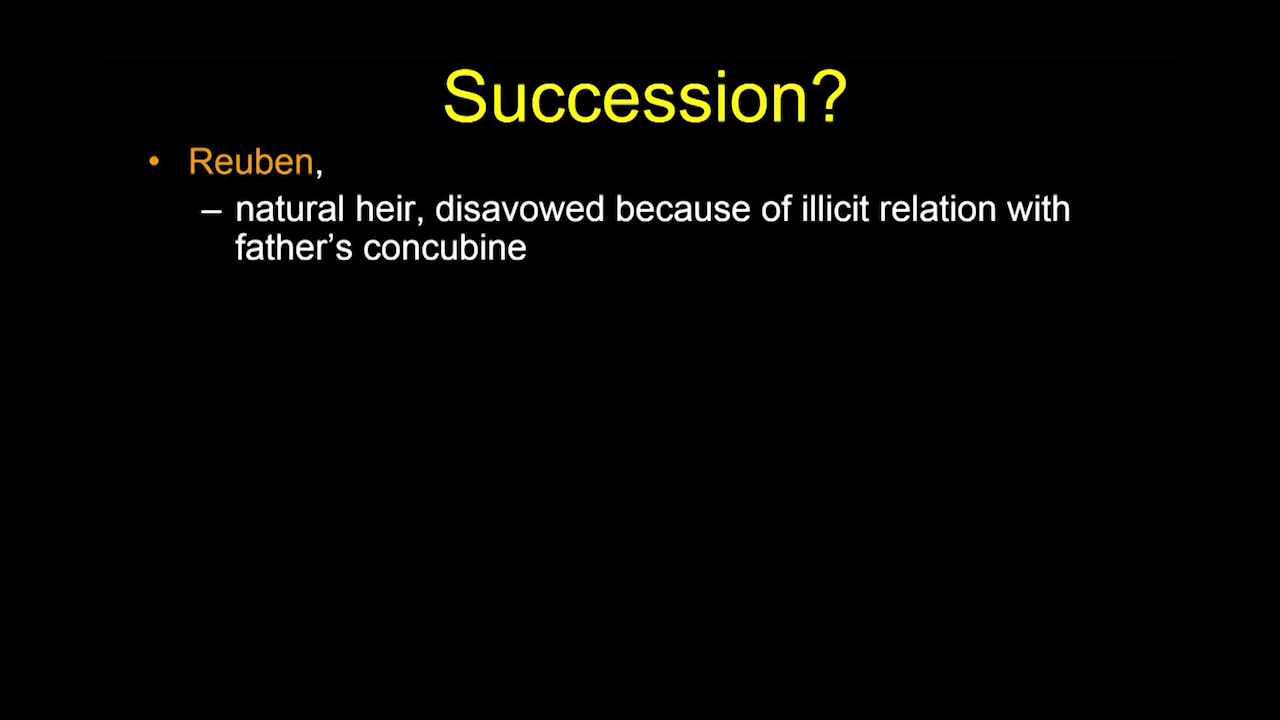 Succession?
• Reuben,
– natural heir, disavowed because of illicit relation with
father’s concubine